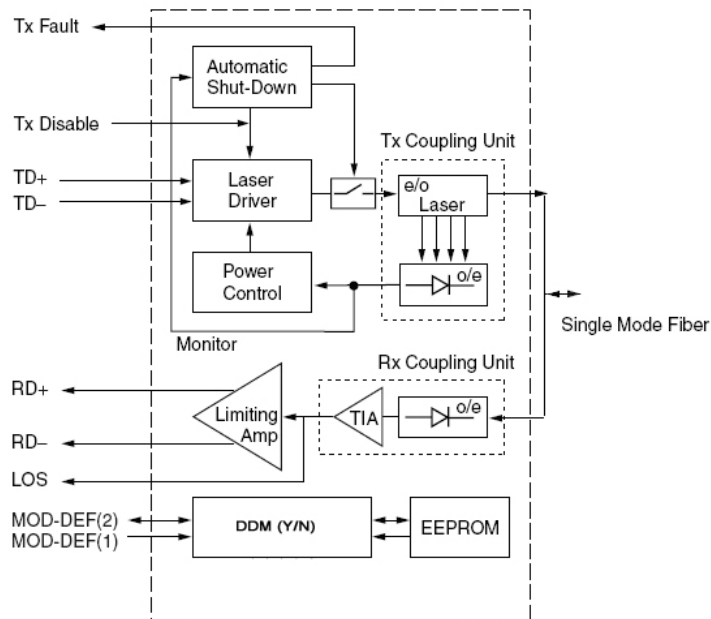 Tx Fault
Automatic
Shut-Down
Tx Disable
Tx Coupling Unit
TD+
TD–
Laser
Driver
e/o
Laser
Power
Control
o/e
Single Mode Fiber
Monitor
Rx Coupling Unit
RD+
RD–
Limiting
Amp
TIA
o/e
LOS
MOD-DEF(2)
MOD-DEF(1)
DDM (Y/N)
EEPROM